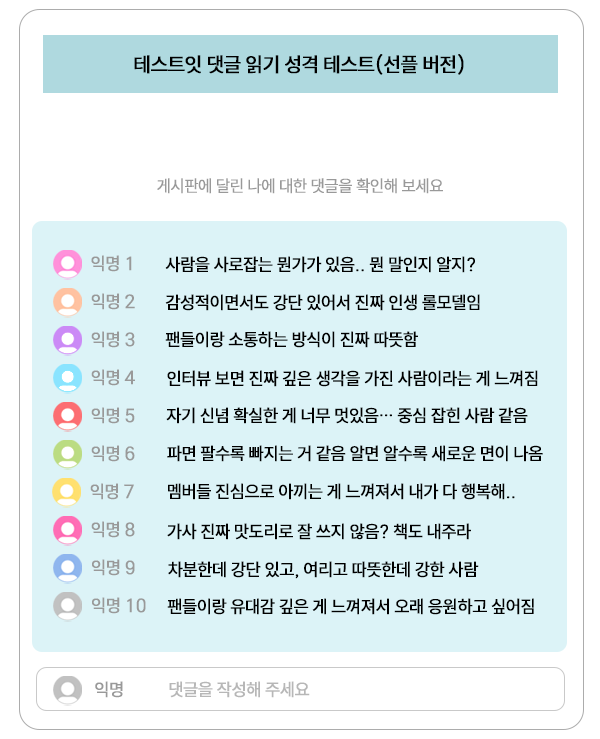 테스트잇 댓글 읽기 성격 테스트(선플 버전)
게시판에 달린 나에 대한 댓글을 확인해 보세요
익명 1 사람을 사로잡는 뭔가가 있음.. 뭔 말인지 알지?
익명 2 감성적이면서도 강단 있어서 진짜 인생 롤모델임
익명 3 팬들이랑 소통하는 방식이 진짜 따뜻함
익명 4 인터뷰 보면 진짜 깊은 생각을 가진 사람이라는 게 느껴짐
익명 5 자기 신념 확실한 게 너무 멋있음… 중심 잡힌 사람 같음
익명 6 파면 팔수록 빠지는 거 같음 알면 알수록 새로운 면이 나옴
익명 7 멤버들 진심으로 아끼는 게 느껴져서 내가 다 행복해..
익명 8 가사 진짜 맛도리로 잘 쓰지 않음? 책도 내주라
익명 9 차분한데 강단 있고, 여리고 따뜻한데 강한 사람
익명 10 팬들이랑 유대감 깊은 게 느껴져서 오래 응원하고 싶어짐
익명 댓글을 작성해 주세요